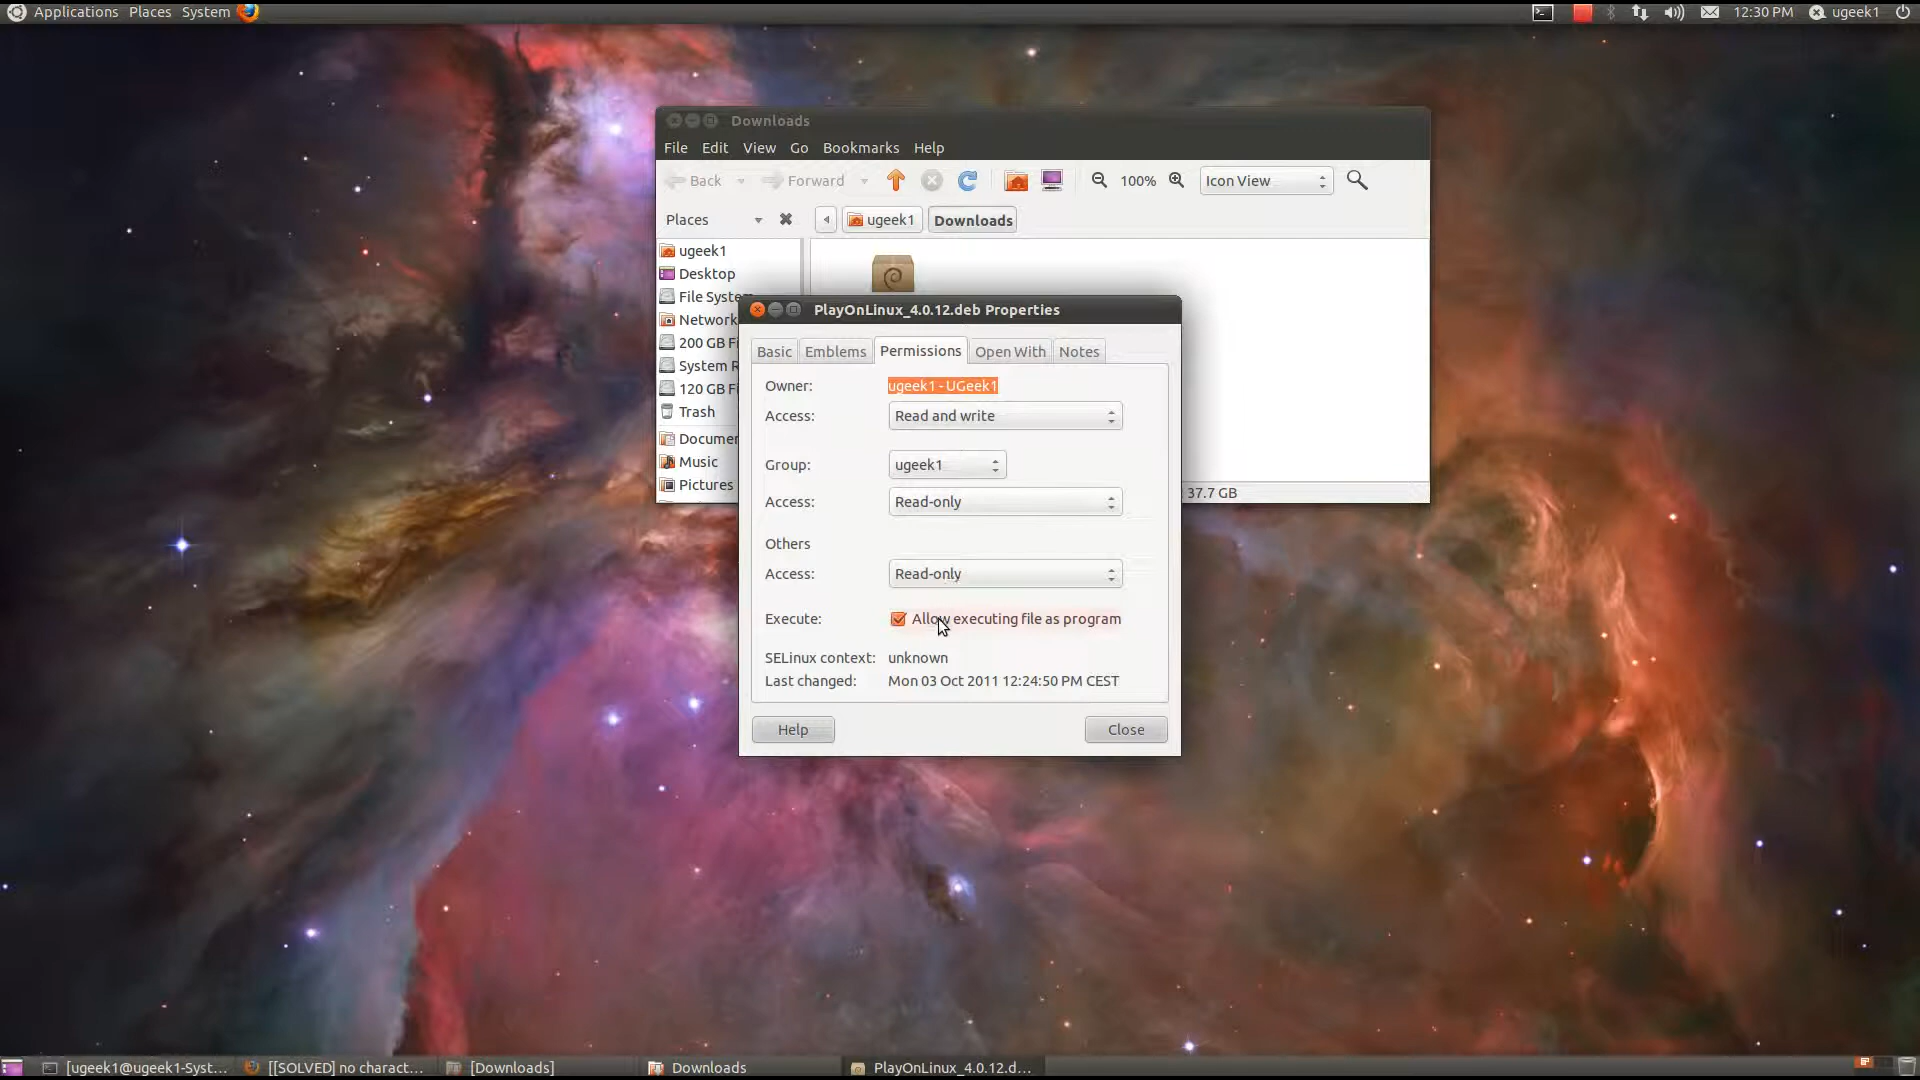 Applications Places System 12:30 PM ugeek1
Downloads
File Edit View Go Bookmarks Help
Back Forward 100% Icon View
Places ugeek1 Downloads
ugeek1
Desktop
File Syste
Network
200 GB Fi
System R
120 GB Fi
Trash
Documen
Music
Pictures
37.7 GB
PlayOnLinux_4.0.12.deb Properties
Basic Emblems Permissions Open With Notes
Owner: ugeek1 - UGeek1
Access: Read and write
Group: ugeek1
Access: Read-only
Others
Access: Read-only
Execute: Allow executing file as program
SELinux context: unknown
Last changed: Mon 03 Oct 2011 12:24:50 PM CEST
Help Close
[ugeek1@ugeek1-Syst... [[SOLVED] no charact... [Downloads] Downloads PlayOnLinux_4.0.12.d...